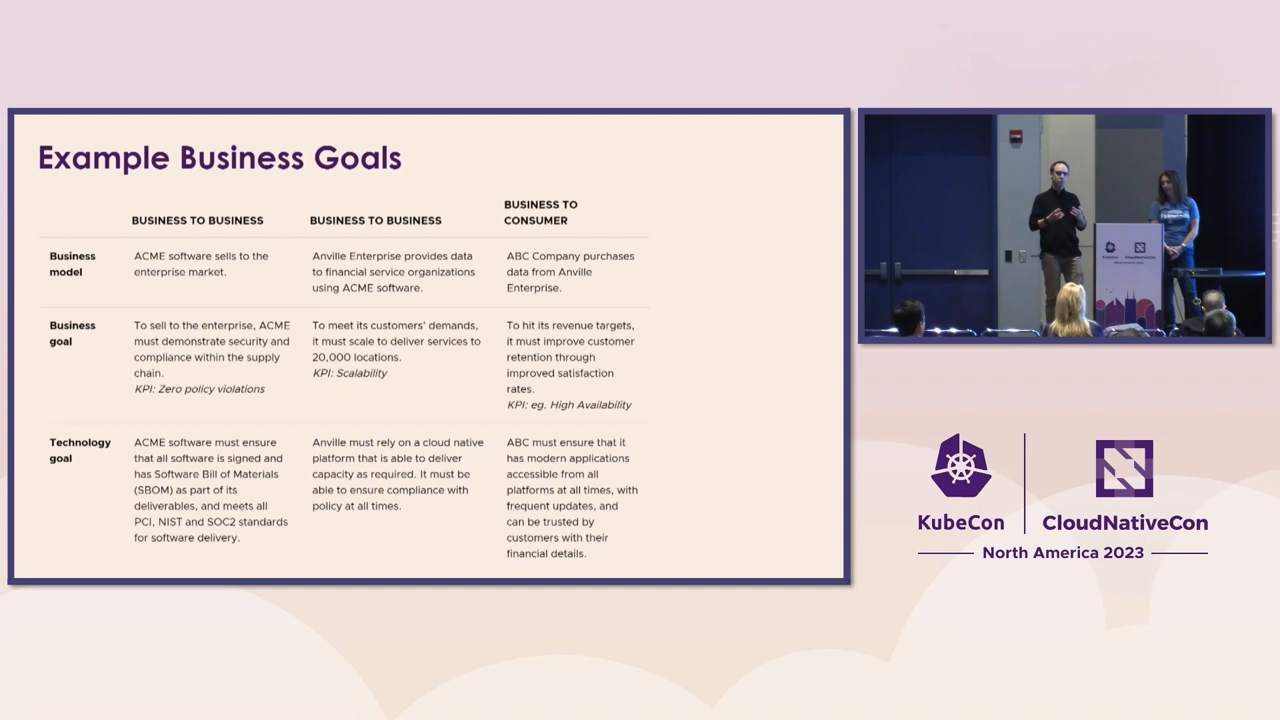 Example Business Goals
BUSINESS TO BUSINESS
BUSINESS TO BUSINESS
BUSINESS TO
CONSUMER
Business
model
ACME software sells to the
enterprise market.
Anville Enterprise provides data
to financial service organizations
using ACME software.
ABC Company purchases
data from Anville
Enterprise.
Business
goal
To sell to the enterprise, ACME
must demonstrate security and
compliance within the supply
chain.
KPI: Zero policy violations
To meet its customers' demands,
it must scale to deliver services to
20,000 locations.
KPI: Scalability
To hit its revenue targets,
it must improve customer
retention through
improved satisfaction
rates.
KPI: eg. High Availability
Technology
goal
ACME software must ensure
that all software is signed and
has Software Bill of Materials
(SBOM) as part of its
deliverables, and meets all
PCI, NIST and SOC2 standards
for software delivery.
Anville must rely on a cloud native
platform that is able to deliver
capacity as required. It must be
able to ensure compliance with
policy at all times.
ABC must ensure that it
has modern applications
accessible from all
platforms at all times, with
frequent updates, and
can be trusted by
customers with their
financial details.
KubeCon
CloudNativeCon
KubeCon
CloudNativeCon
North America 2023